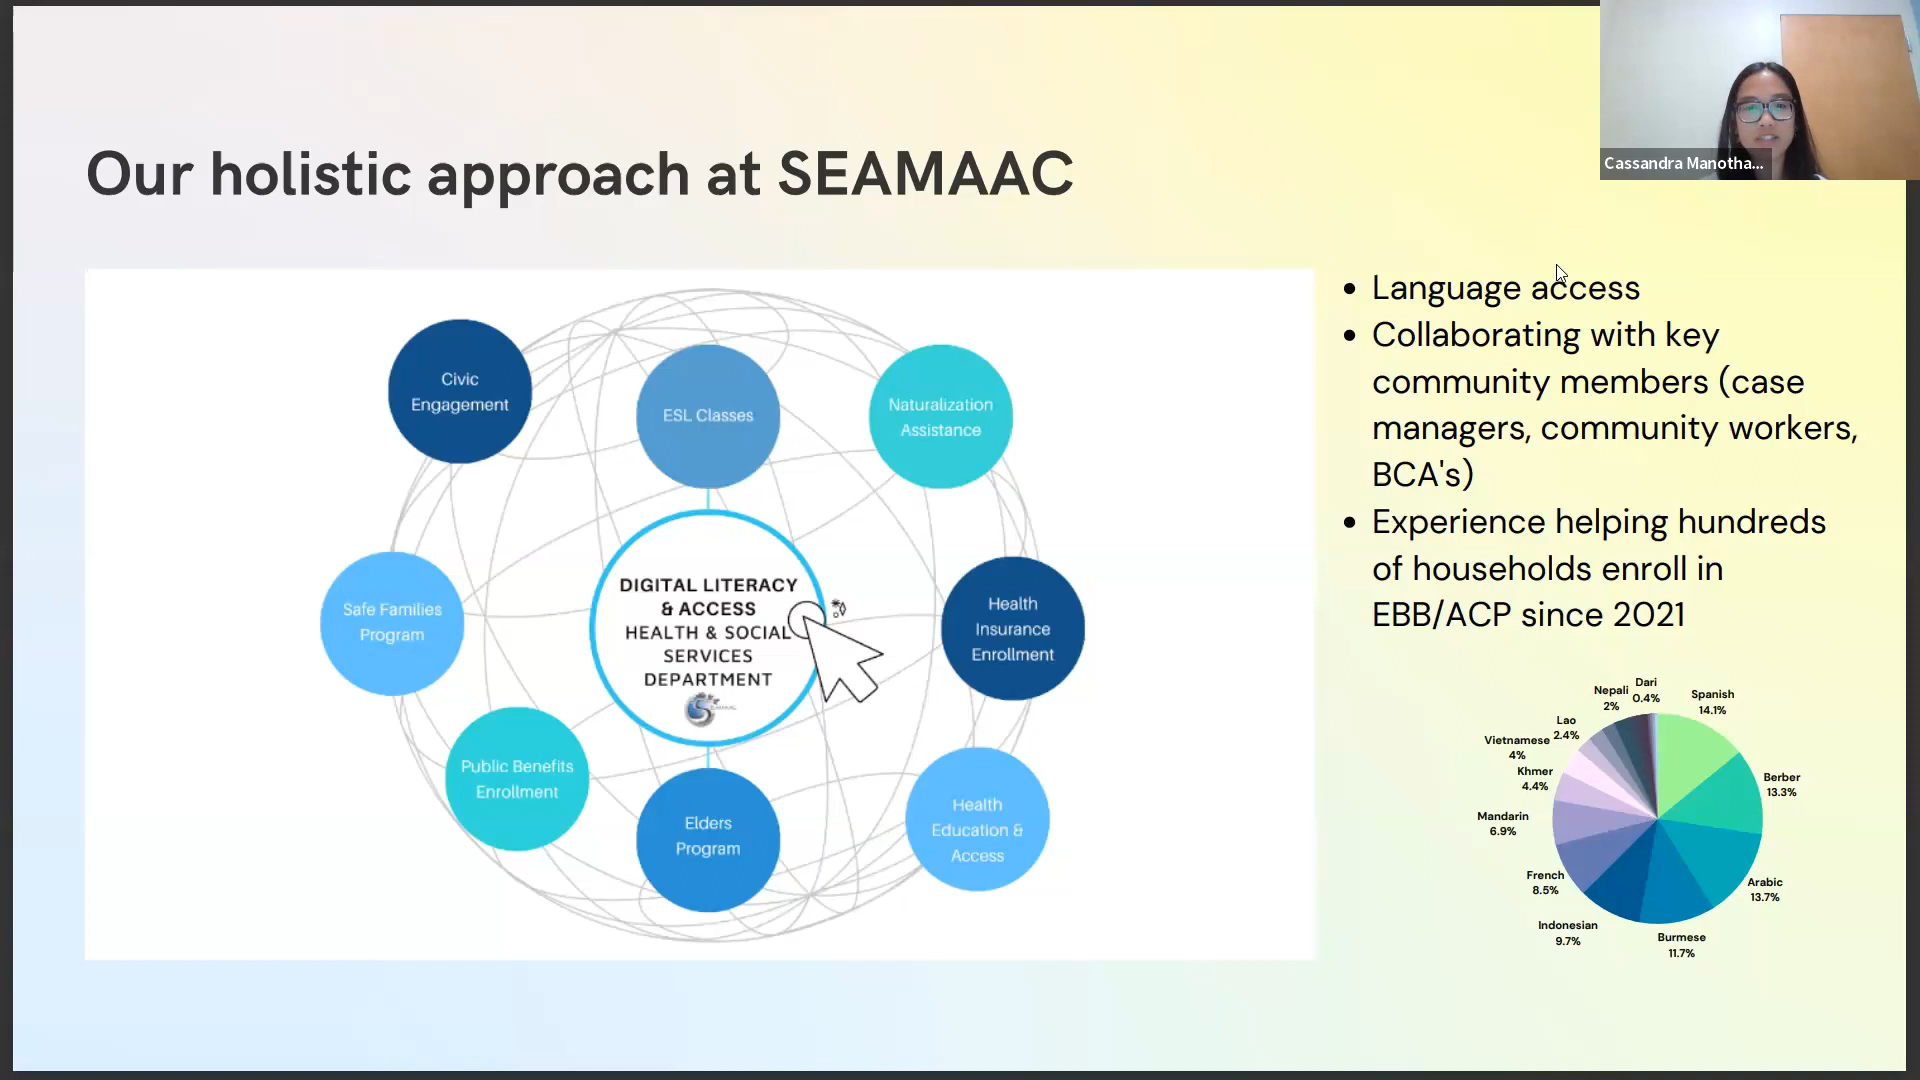 Cassandra Manotha...
Our holistic approach at SEAMAAC
Civic
Engagement
ESL Classes
Naturalization
Assistance
Safe Families
Program
DIGITAL LITERACY
& ACCESS
HEALTH & SOCIAL
SERVICES
DEPARTMENT
Health
Insurance
Enrollment
Public Benefits
Enrollment
Elders
Program
Health
Education &
Access
• Language access
• Collaborating with key
community members (case
managers, community workers,
BCA's)
• Experience helping hundreds
of households enroll in
EBB/ACP since 2021
Dari
0.4%
Nepali
2%
Lao
2.4%
Vietnamese
4%
Khmer
4.4%
Mandarin
6.9%
French
8.5%
Indonesian
9.7%
Burmese
11.7%
Arabic
13.7%
Berber
13.3%
Spanish
14.1%